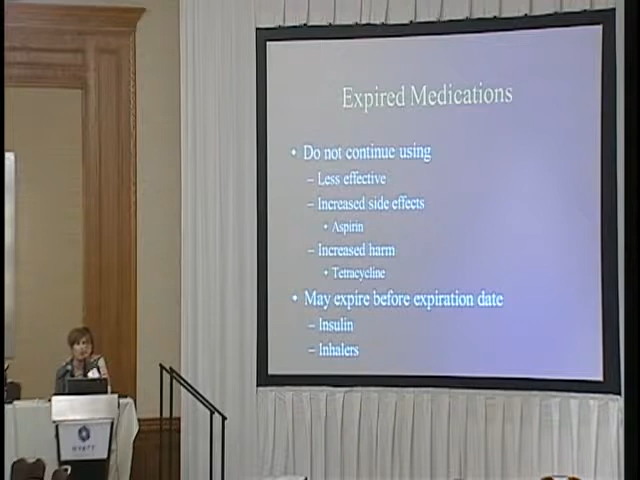 Expired Medications
• Do not continue using
– Less effective
– Increased side effects
• Aspirin
– Increased harm
• Tetracycline
• May expire before expiration date
– Insulin
– Inhalers
HYATT